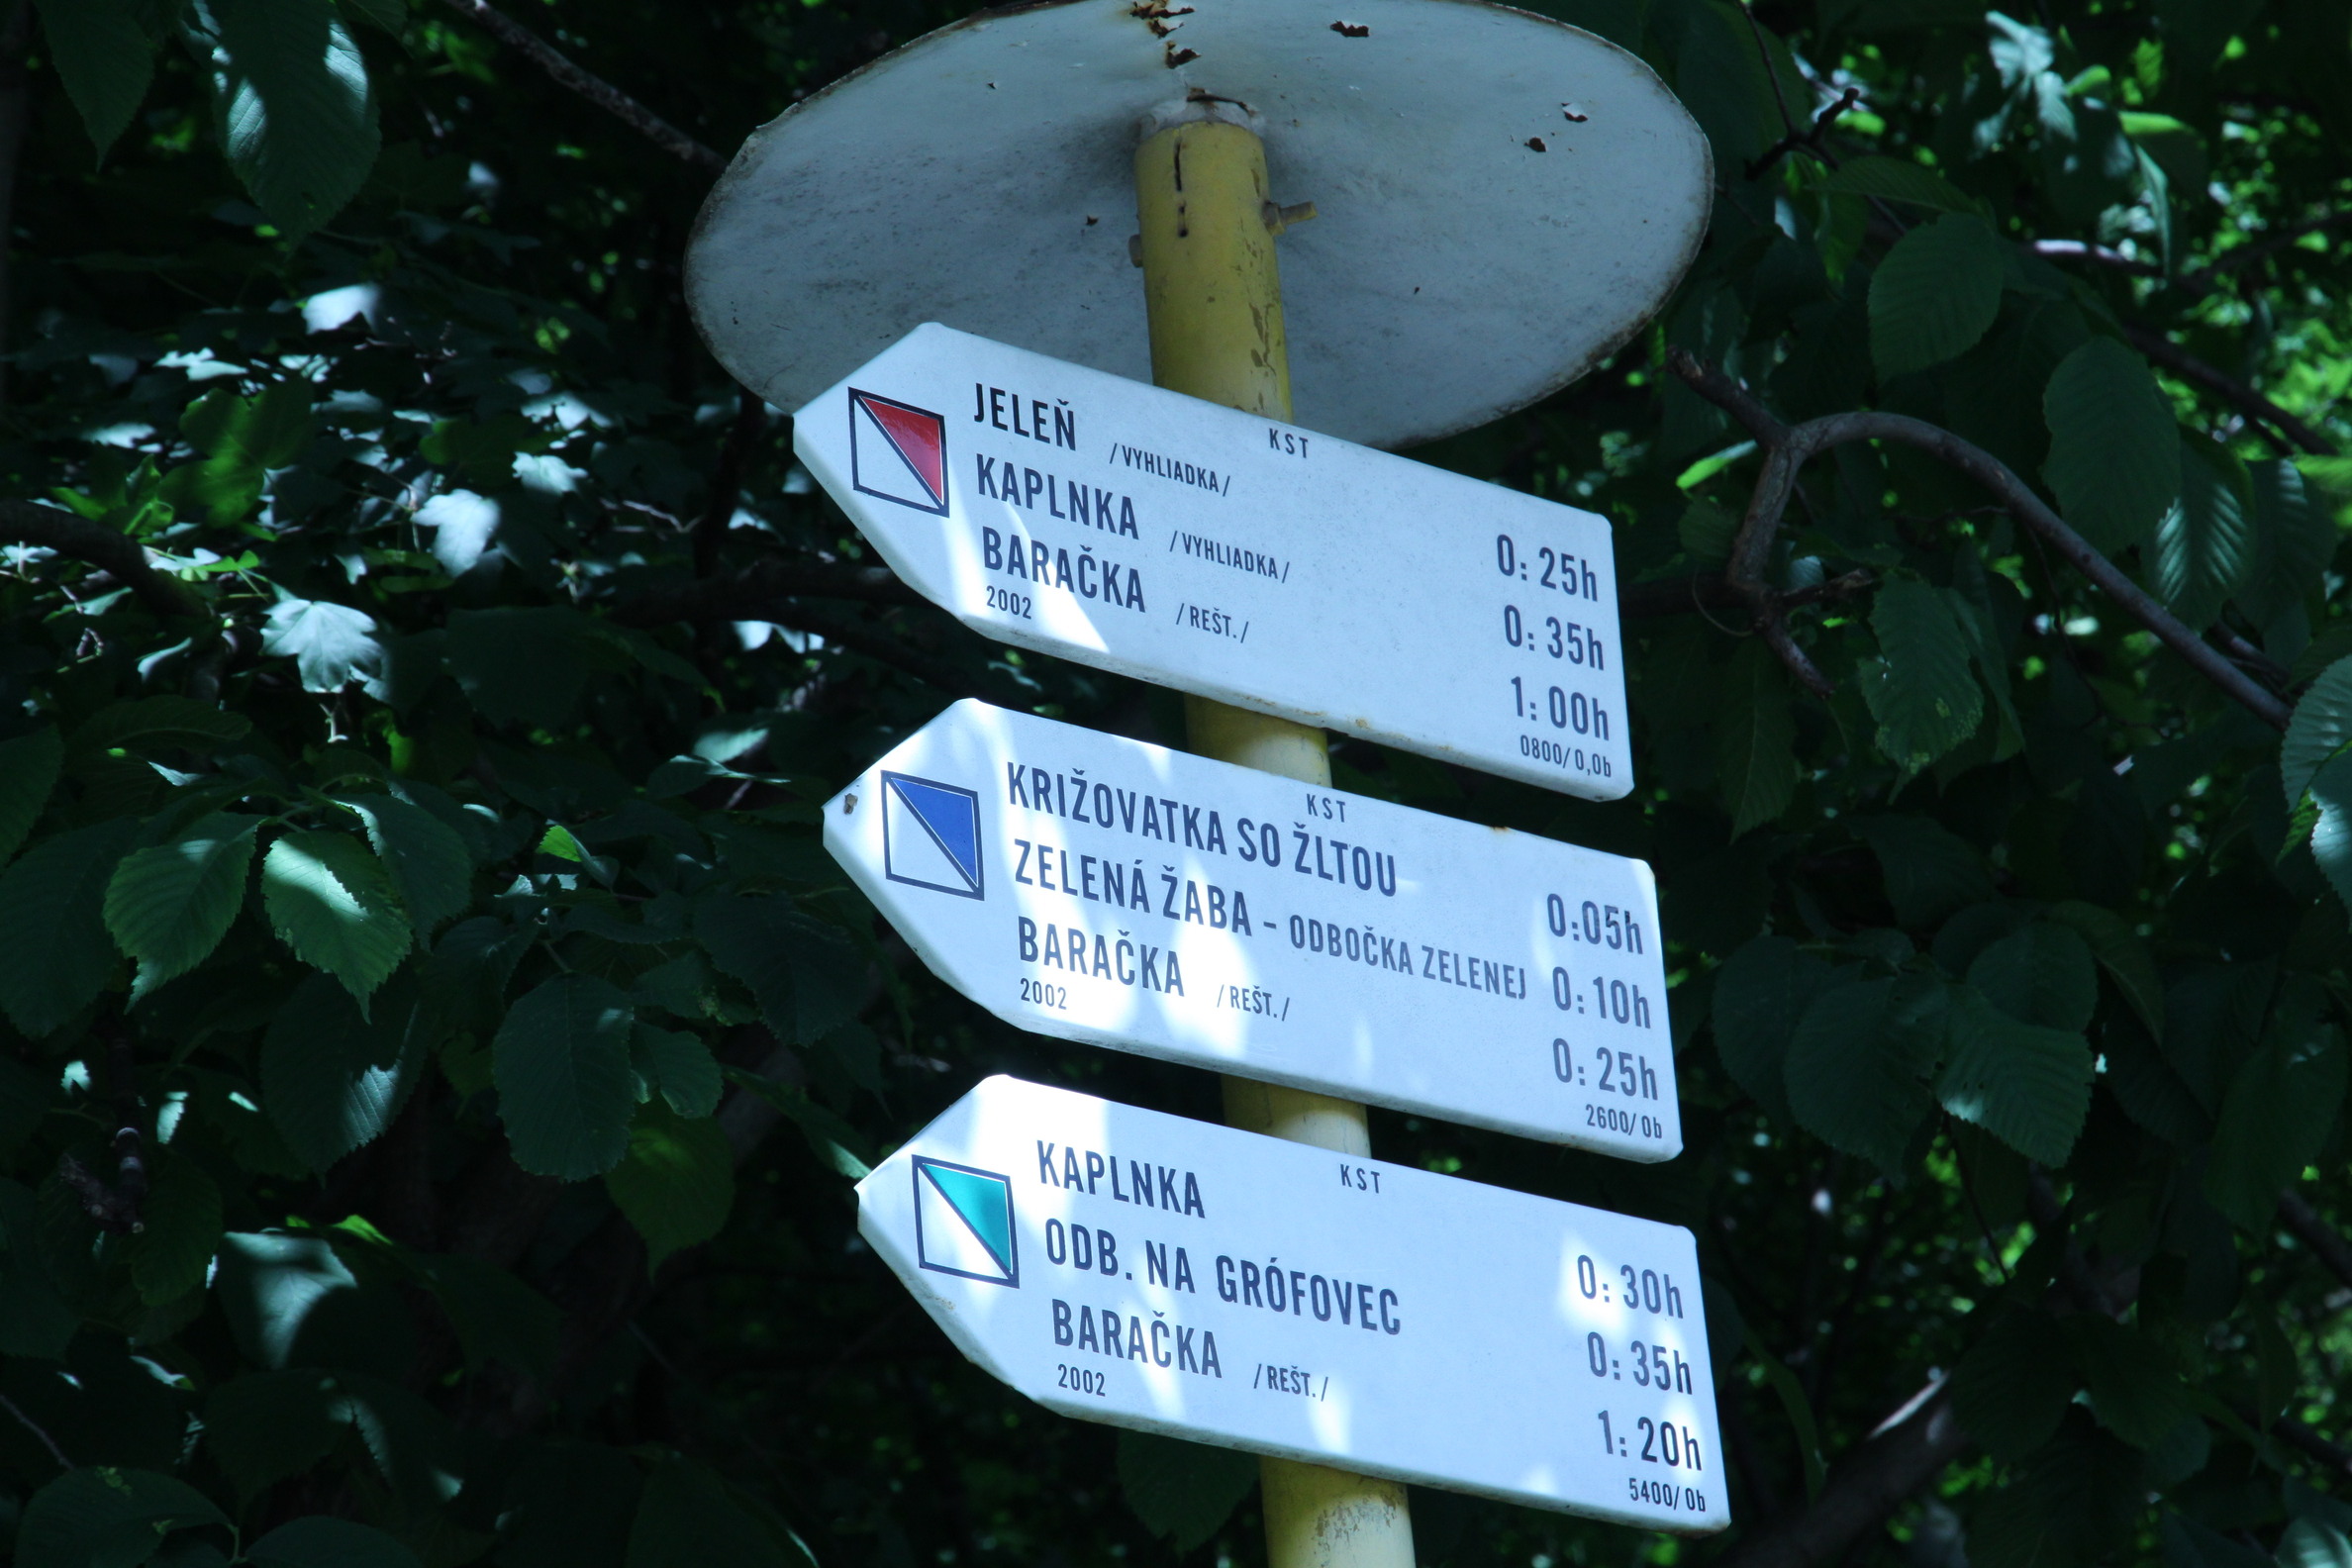 KST
JELEŇ /VYHLIADKA/ 0: 25h
KAPLNKA /VYHLIADKA/ 0: 35h
BARAČKA /REŠT./ 1: 00h
2002 0800/0,0b
KST
KRIŽOVATKA SO ŽLTOU 0:05h
ZELENÁ ŽABA - ODBOČKA ZELENEJ 0: 10h
BARAČKA /REŠT./ 0: 25h
2002 2600/0b
KST
KAPLNKA 0: 30h
ODB. NA GRÓFOVEC 0: 35h
BARAČKA /REŠT./ 1: 20h
2002 5400/0b